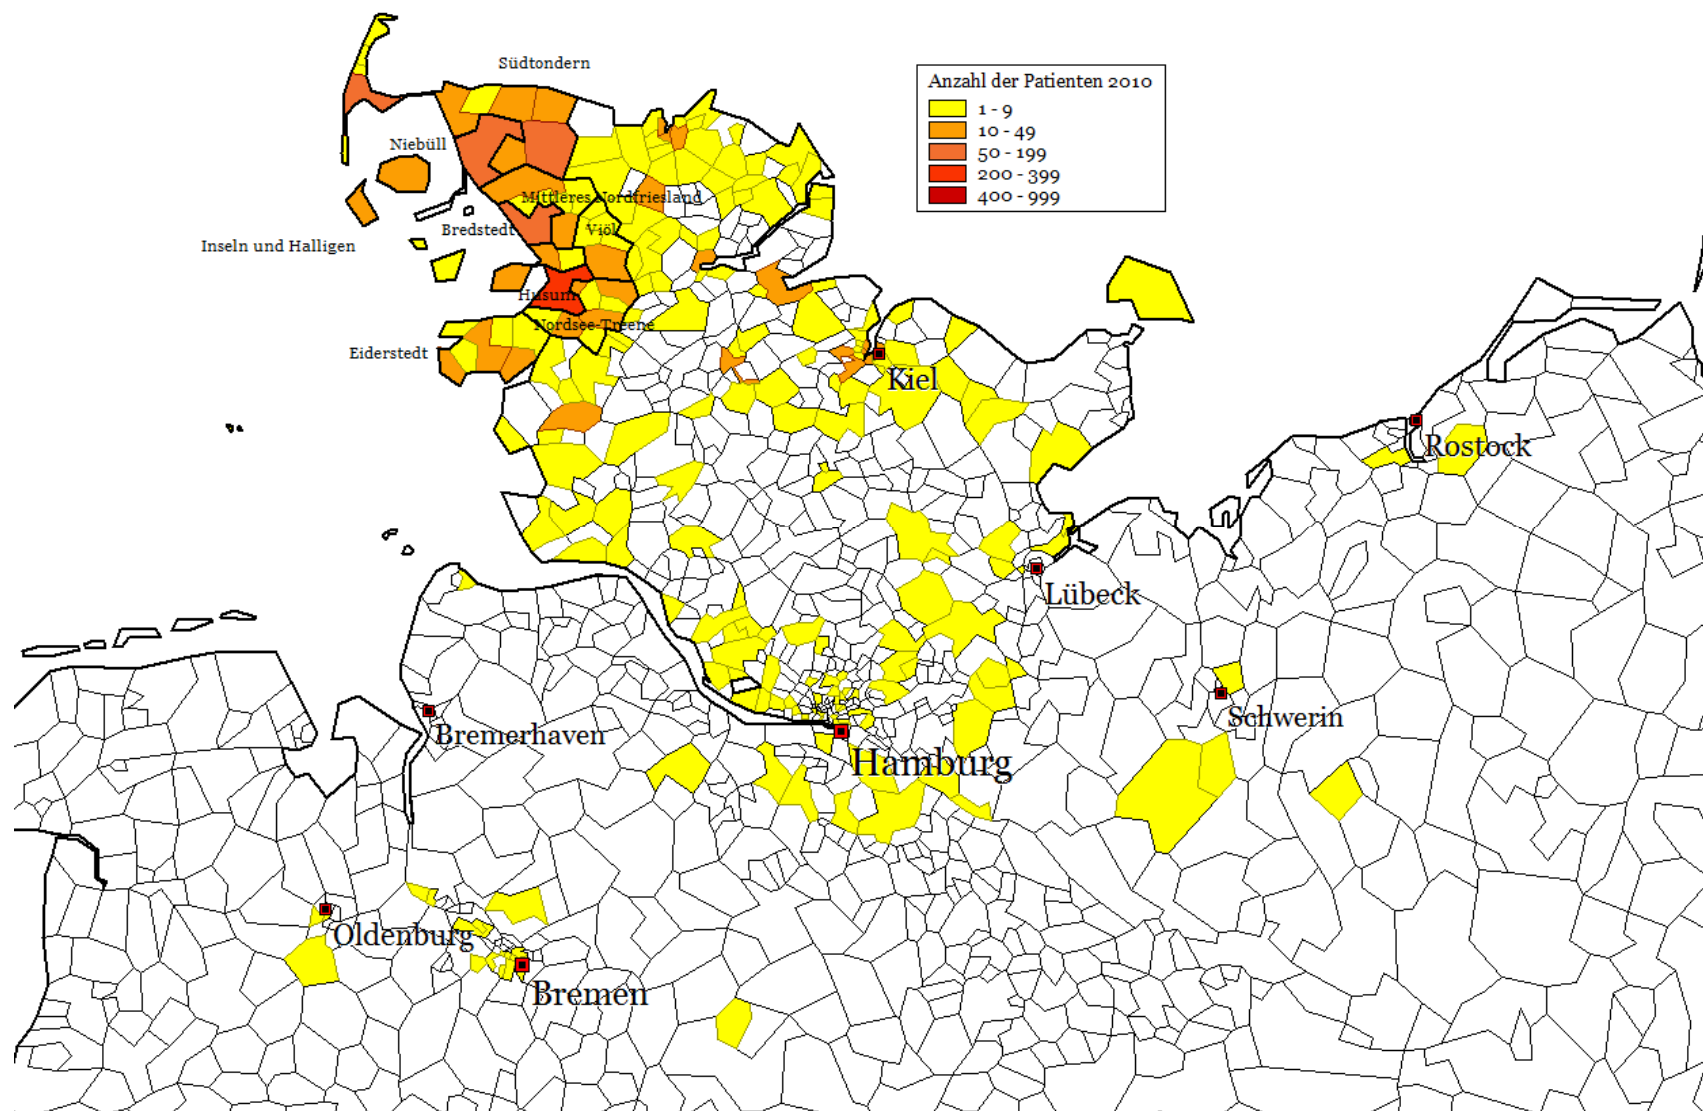 Südtondern
Anzahl der Patienten 2010
1 - 9
10 - 49
50 - 199
200 - 399
400 - 999
Niebüll
Mittleres Nordfriesland
Bredstedt
Viöl
Inseln und Halligen
Husum
Nordsee-Treene
Eiderstedt
Kiel
Rostock
Lübeck
Schwerin
Bremerhaven
Hamburg
Oldenburg
Bremen